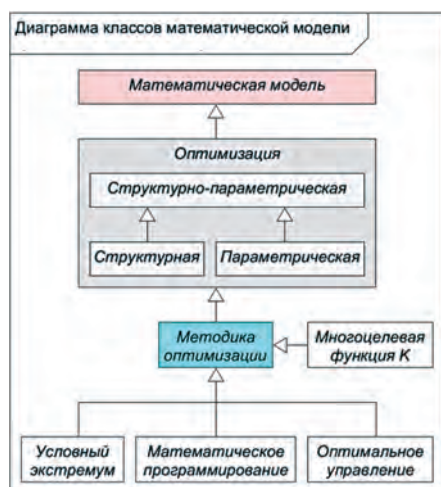 Диаграмма классов математической модели
Математическая модель
Оптимизация
Структурно-параметрическая
Структурная
Параметрическая
Методика
оптимизации
Многоцелевая
функция K
Условный
экстремум
Математическое
программирование
Оптимальное
управление